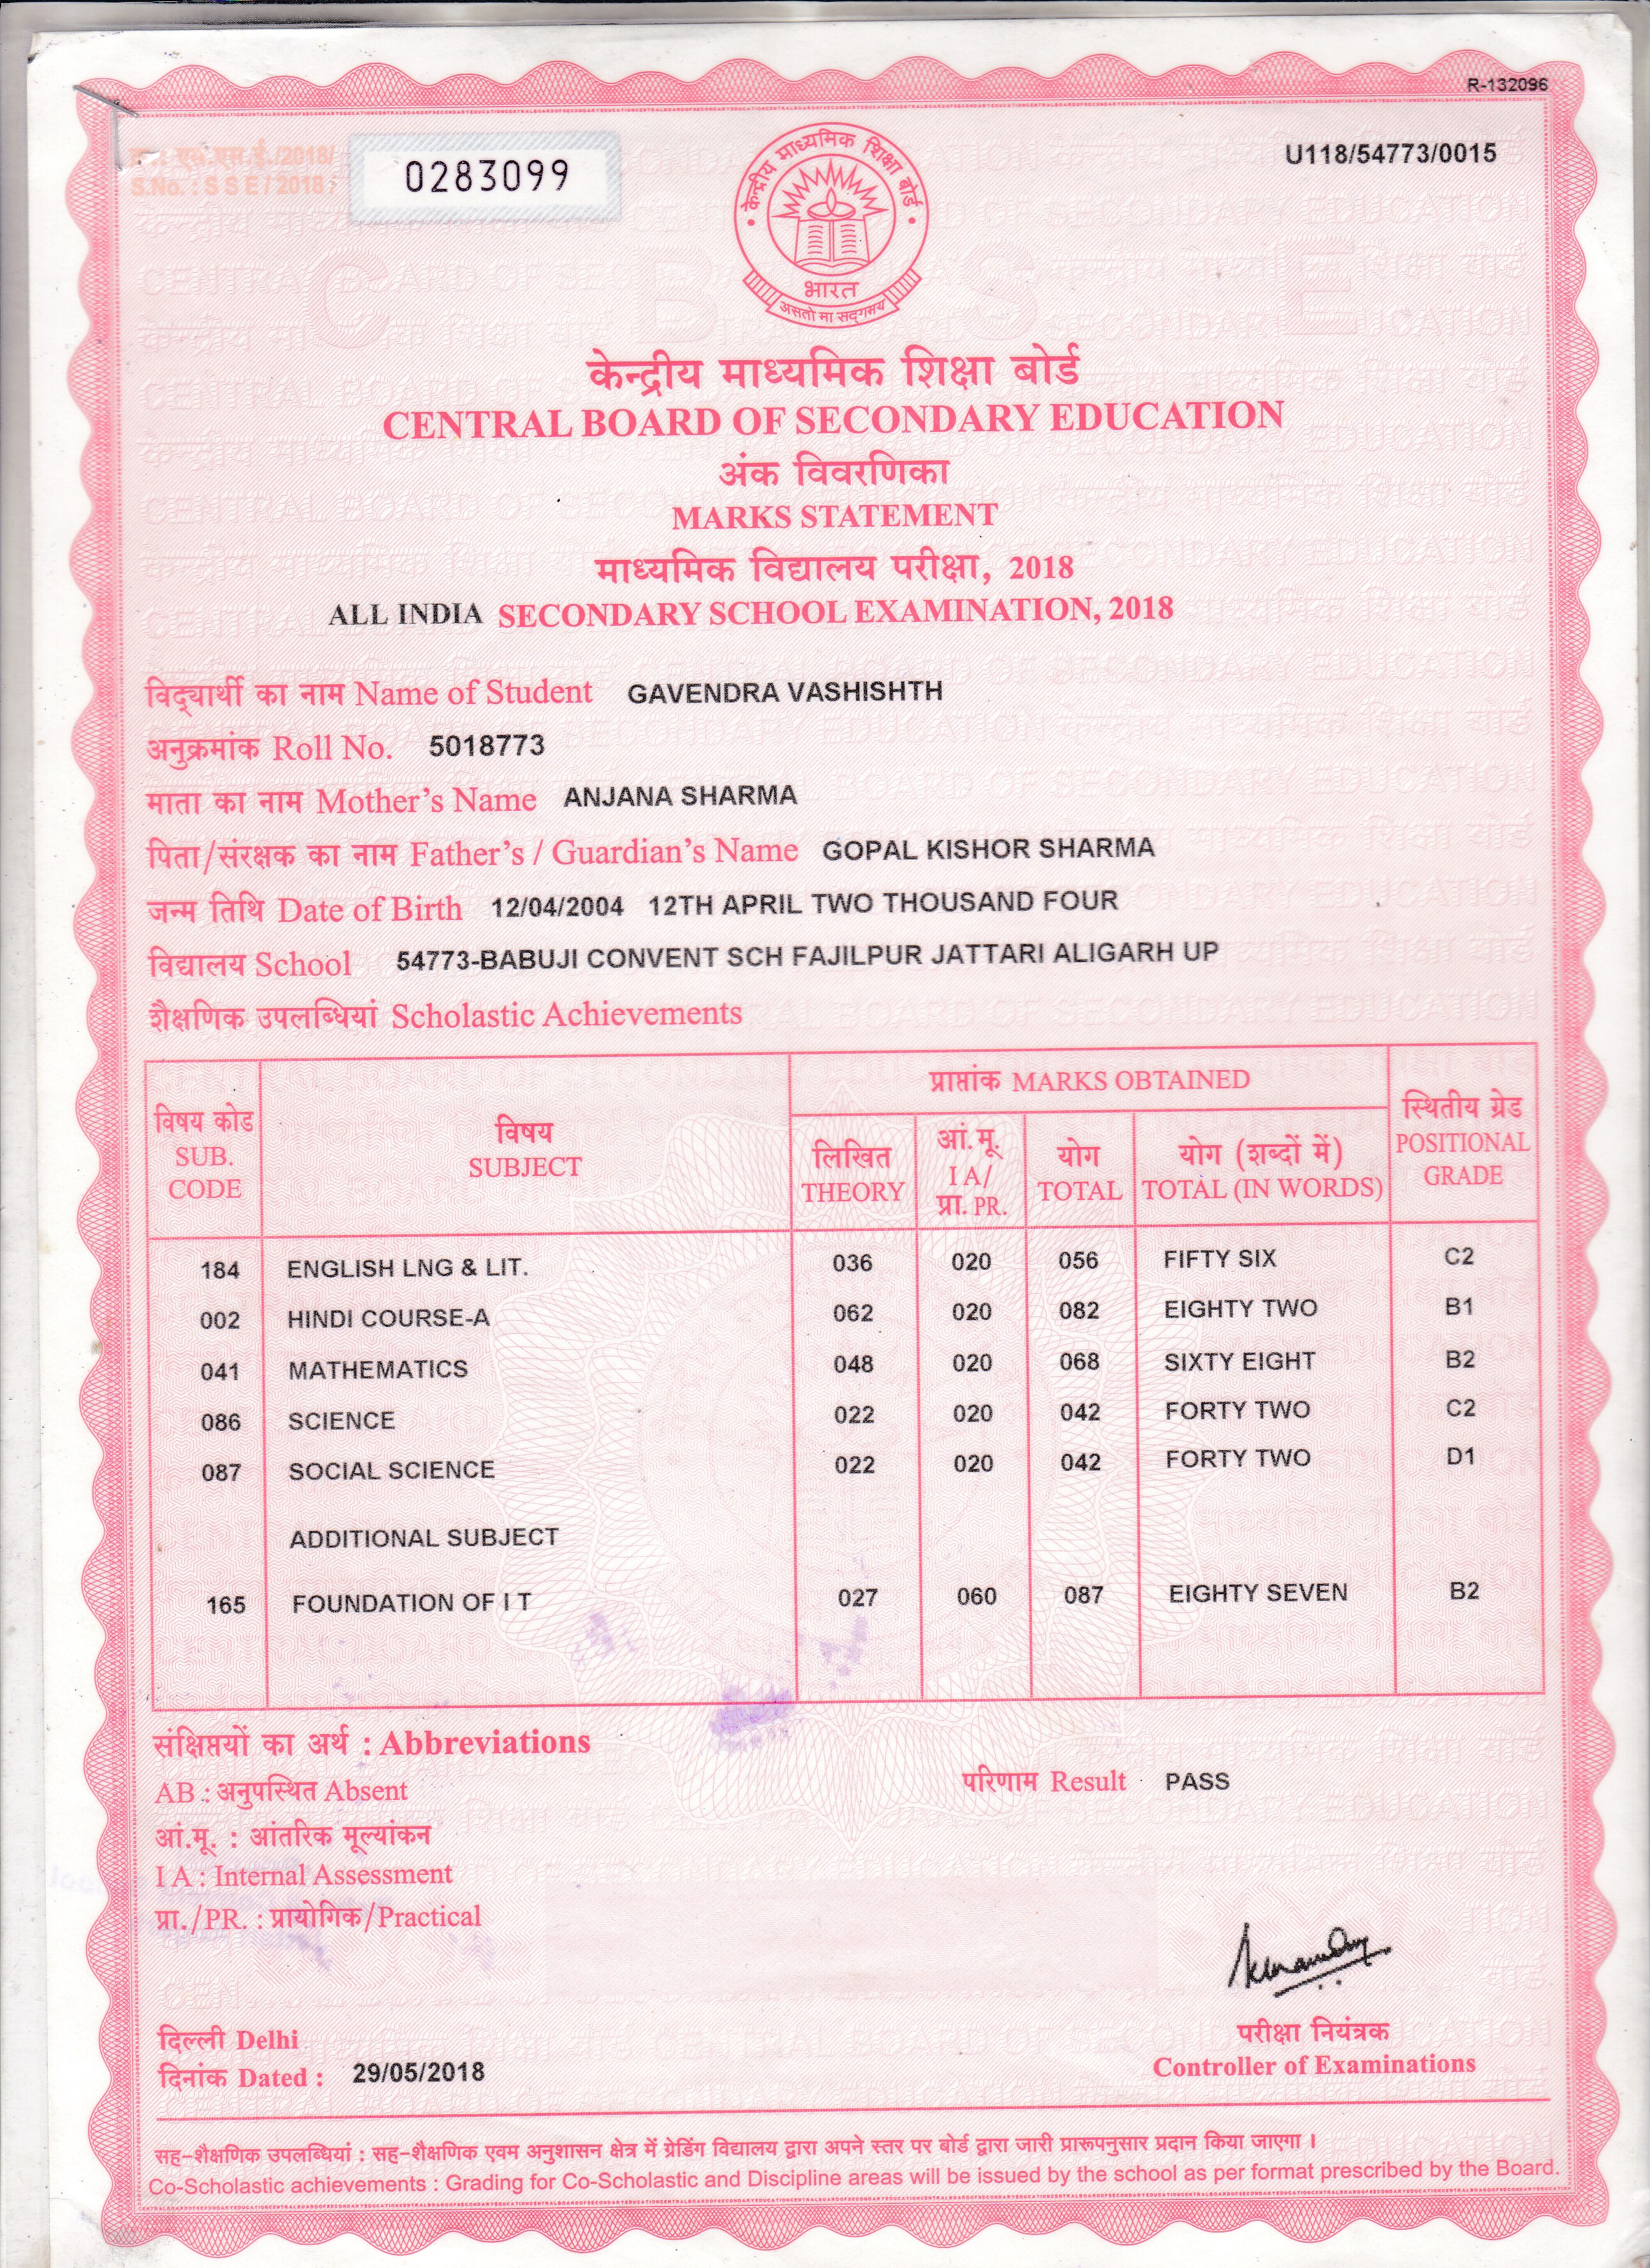 R-132096
U118/54773/0015
S.No. : S S E / 2018 /
0283099
केन्द्रीय माध्यमिक शिक्षा बोर्ड
भारत
असतो मा सद्गमय
केन्द्रीय माध्यमिक शिक्षा बोर्ड
CENTRAL BOARD OF SECONDARY EDUCATION
अंक विवरणिका
MARKS STATEMENT
माध्यमिक विद्यालय परीक्षा, 2018
ALL INDIA SECONDARY SCHOOL EXAMINATION, 2018
विद्यार्थी का नाम Name of Student GAVENDRA VASHISHTH
अनुक्रमांक Roll No. 5018773
माता का नाम Mother's Name ANJANA SHARMA
पिता/संरक्षक का नाम Father's / Guardian's Name GOPAL KISHOR SHARMA
जन्म तिथि Date of Birth 12/04/2004 12TH APRIL TWO THOUSAND FOUR
विद्यालय School 54773-BABUJI CONVENT SCH FAJILPUR JATTARI ALIGARH UP
शैक्षणिक उपलब्धियां Scholastic Achievements
विषय कोड SUB. CODE
विषय SUBJECT
प्राप्तांक MARKS OBTAINED
लिखित THEORY
आं.मू. I A/ प्रा. PR.
योग TOTAL
योग (शब्दों में) TOTAL (IN WORDS)
स्थितीय ग्रेड POSITIONAL GRADE
184 ENGLISH LNG & LIT. 036 020 056 FIFTY SIX C2
002 HINDI COURSE-A 062 020 082 EIGHTY TWO B1
041 MATHEMATICS 048 020 068 SIXTY EIGHT B2
086 SCIENCE 022 020 042 FORTY TWO C2
087 SOCIAL SCIENCE 022 020 042 FORTY TWO D1
ADDITIONAL SUBJECT
165 FOUNDATION OF I T 027 060 087 EIGHTY SEVEN B2
संक्षिप्तयों का अर्थ : Abbreviations
AB : अनुपस्थित Absent
परिणाम Result PASS
आं.मू. : आंतरिक मूल्यांकन
I A : Internal Assessment
प्रा./PR. : प्रायोगिक/Practical
दिल्ली Delhi
दिनांक Dated : 29/05/2018
परीक्षा नियंत्रक
Controller of Examinations
सह-शैक्षणिक उपलब्धियां : सह-शैक्षणिक एवम अनुशासन क्षेत्र में ग्रेडिंग विद्यालय द्वारा अपने स्तर पर बोर्ड द्वारा जारी प्रारूपनुसार प्रदान किया जाएगा ।
Co-Scholastic achievements : Grading for Co-Scholastic and Discipline areas will be issued by the school as per format prescribed by the Board.